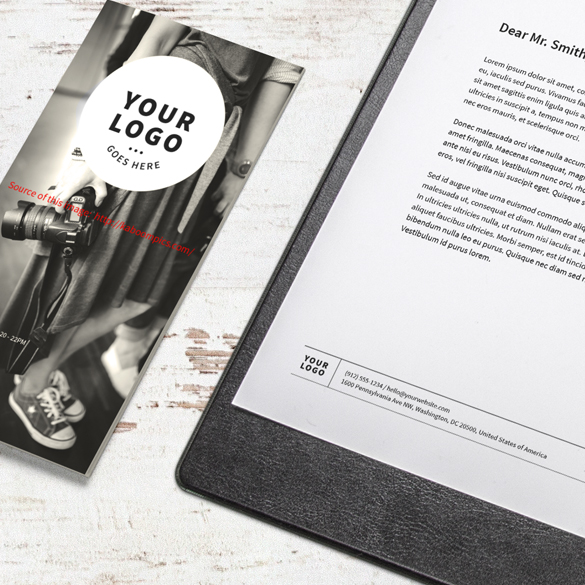 YOUR
LOGO
GOES HERE
Source of this image: http://kaboompics.com/
20 - 22PM
Dear Mr. Smith
Lorem ipsum dolor sit amet, co
eu, iaculis sed purus. Vivamus fa
sit amet sagittis enim ligula quis a
ultricies in suscipit a, tempus non m
nec eros mauris, et scelerisque orci.
Donec malesuada orci vitae nulla accum
amet fringilla. Maecenas consequat, mag
ante nisi eu risus. Vestibulum nunc orci, rho
eros, vel fringilla nisi suscipit eget. Quisque s
Sed id augue vitae urna euismod commodo aliq
malesuada ut, consequat et diam. Nullam erat se
in ultricies ultricies nulla, ut rutrum nisi iaculis at.
aliquet faucibus ultricies. Morbi semper, est id tincid
bibendum nulla leo eu purus. Quisque nec diam sed
Vestibulum id purus lorem.
YOUR
LOGO
(912) 555-1234 / hello@yourwebsite.com
1600 Pennsylvania Ave NW, Washington, DC 20500, United States of America